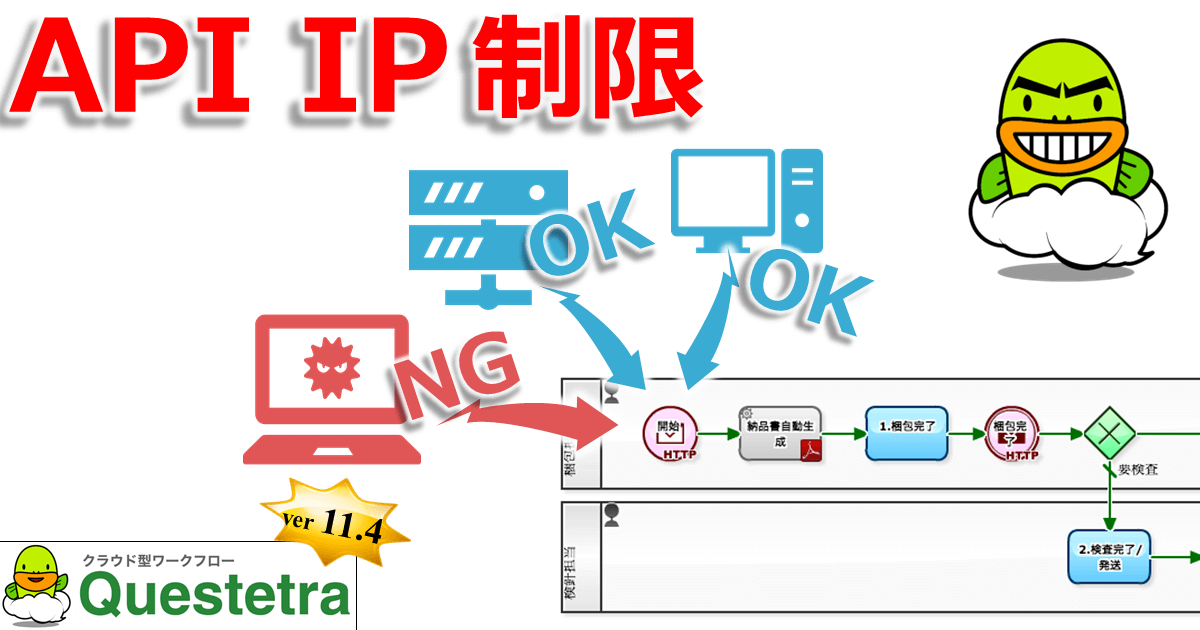 API IP 制限
OK
OK
NG
開始
HTTP
納品書自動生
成
1.梱包完了
梱包完
了
HTTP
要検査
2.検査完了/
発送
ver 11.4
クラウド型ワークフロー
Questetra